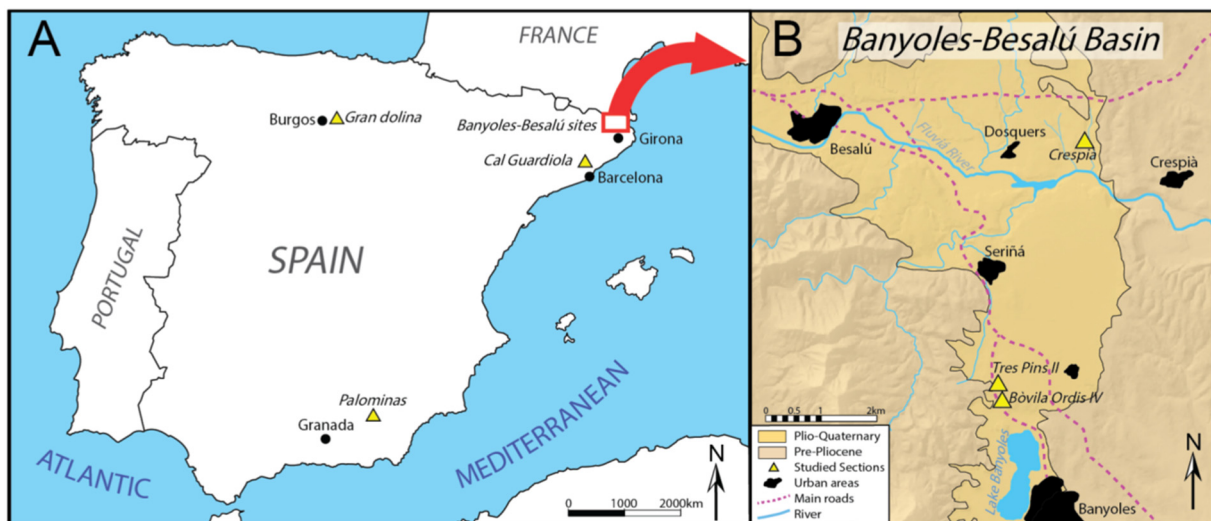 A
FRANCE
Burgos
Gran dolina
Banyoles-Besalú sites
Girona
Cal Guardiola
Barcelona
PORTUGAL
SPAIN
Palominas
Granada
MEDITERRANEAN
ATLANTIC
N
0 1000 2000km
B
Banyoles-Besalú Basin
Besalú
Fluvià River
Dosquers
Crespià
Crespià
Seriñá
Tres Pins II
Bòvila Ordis-IV
0 0.5 1 2km
Plio-Quaternary
Pre-Pliocene
Studied Sections
Urban areas
Main roads
River
Lake Banyoles
Banyoles
N